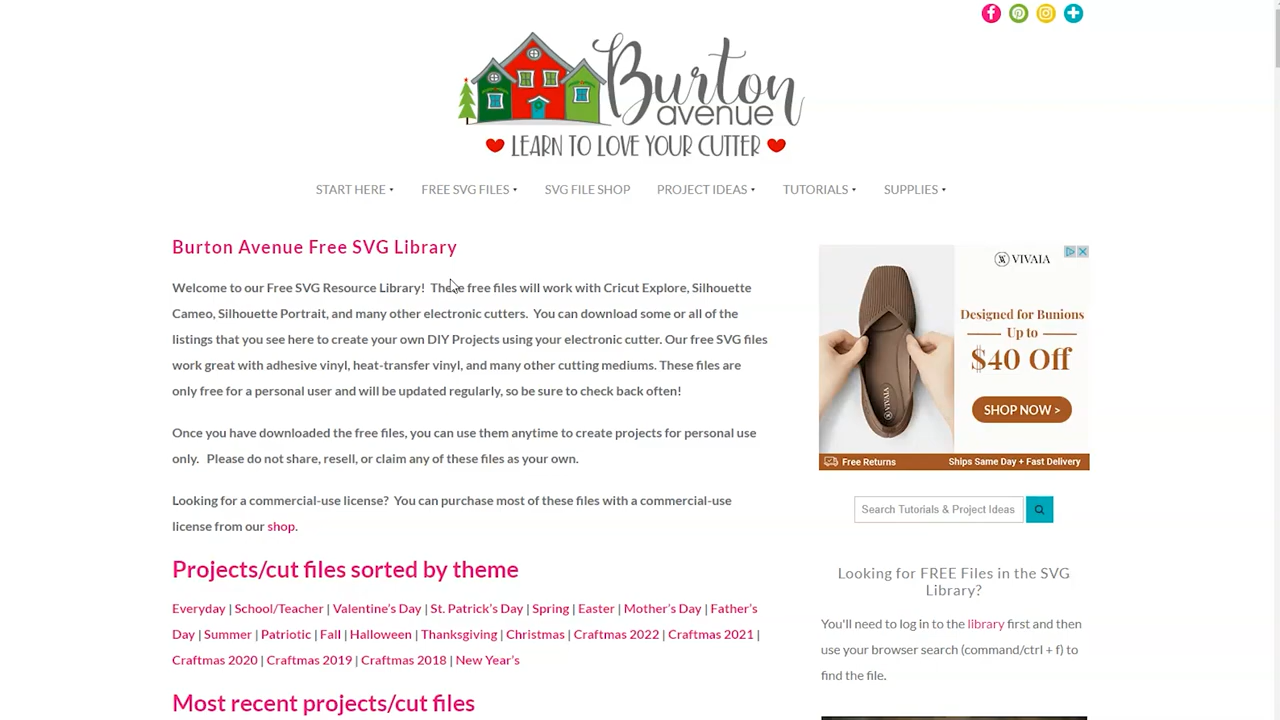 Burton
avenue
LEARN TO LOVE YOUR CUTTER
START HERE
FREE SVG FILES
SVG FILE SHOP
PROJECT IDEAS
TUTORIALS
SUPPLIES
Burton Avenue Free SVG Library
Welcome to our Free SVG Resource Library! These free files will work with Cricut Explore, Silhouette
Cameo, Silhouette Portrait, and many other electronic cutters. You can download some or all of the
listings that you see here to create your own DIY Projects using your electronic cutter. Our free SVG files
work great with adhesive vinyl, heat-transfer vinyl, and many other cutting mediums. These files are
only free for a personal user and will be updated regularly, so be sure to check back often!
Once you have downloaded the free files, you can use them anytime to create projects for personal use
only. Please do not share, resell, or claim any of these files as your own.
Looking for a commercial-use license? You can purchase most of these files with a commercial-use
license from our shop.
Projects/cut files sorted by theme
Everyday | School/Teacher | Valentine's Day | St. Patrick's Day | Spring | Easter | Mother's Day | Father's
Day | Summer | Patriotic | Fall | Halloween | Thanksgiving | Christmas | Craftmas 2022 | Craftmas 2021 |
Craftmas 2020 | Craftmas 2019 | Craftmas 2018 | New Year's
Most recent projects/cut files
VIVAIA
Designed for Bunions
Up to
$40 Off
SHOP NOW >
VIVAIA
Free Returns
Ships Same Day + Fast Delivery
Search Tutorials & Project Ideas
Looking for FREE Files in the SVG
Library?
You'll need to log in to the library first and then
use your browser search (command/ctrl + f) to
find the file.